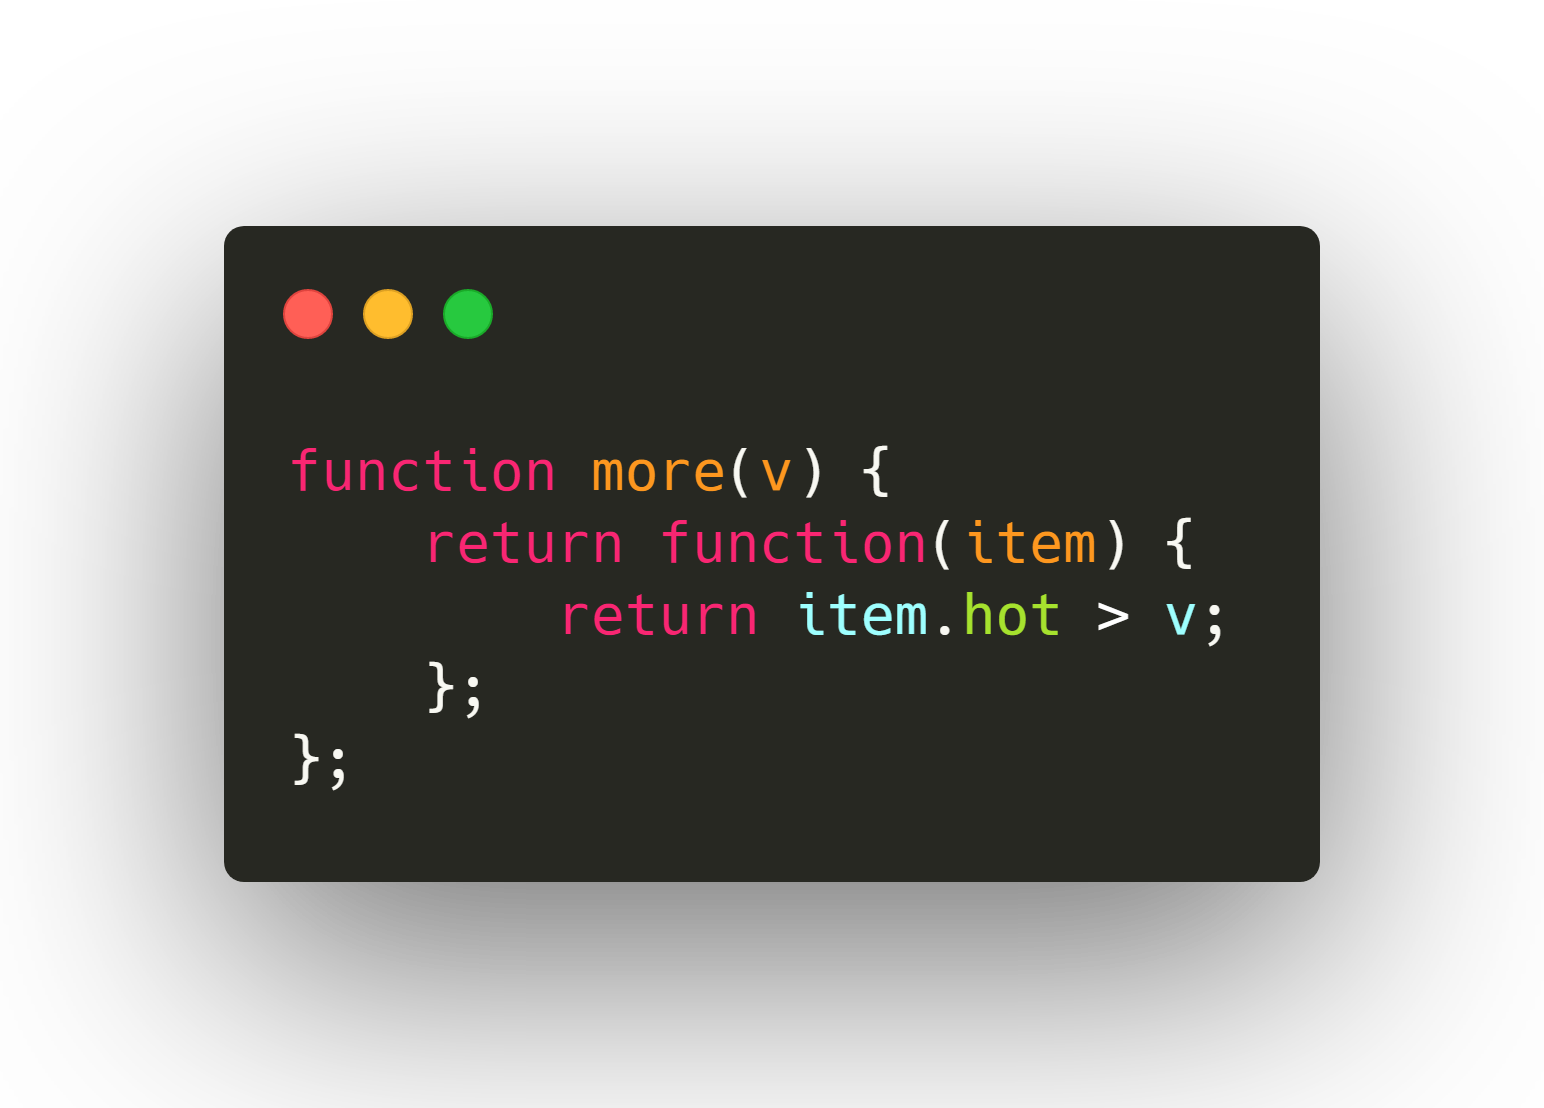 function more(v) {
    return function(item) {
        return item.hot > v;
    };
};